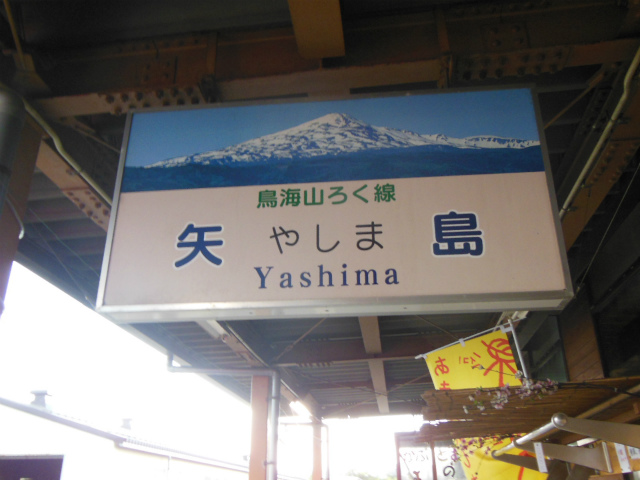 鳥海山ろく線
矢 やしま 島
Yashima